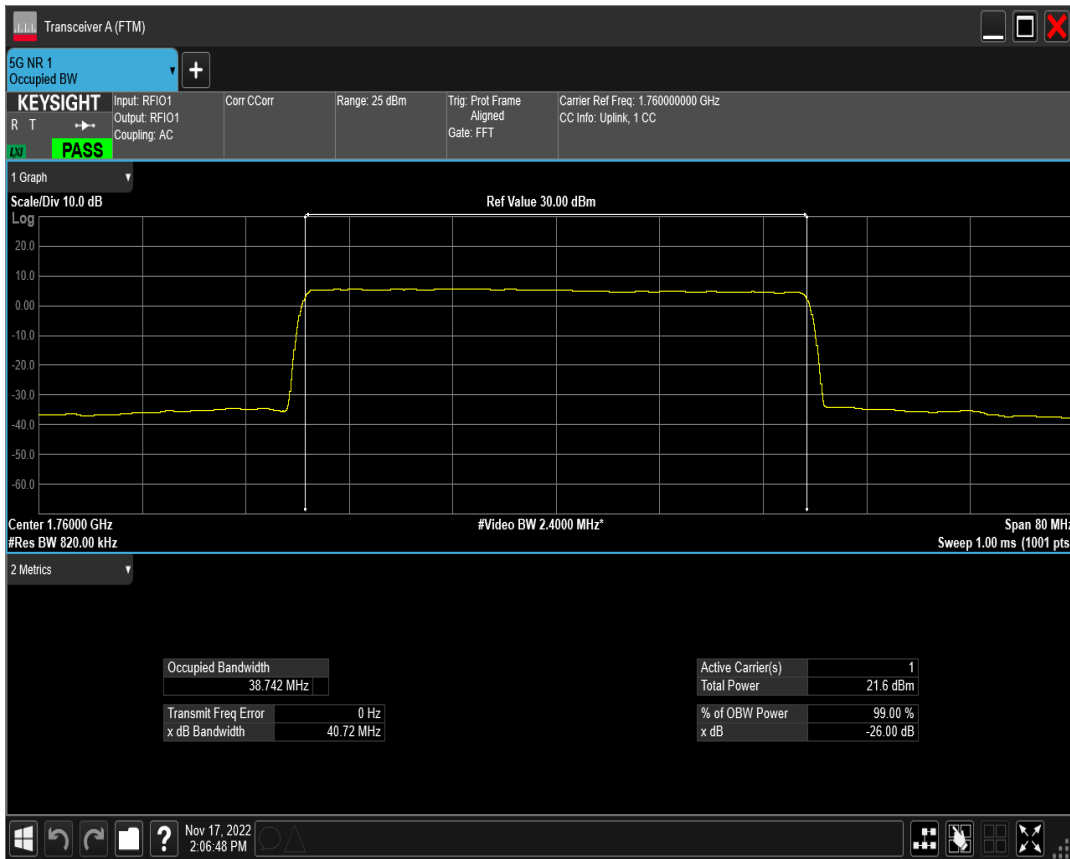 Transceiver A (FTM)
5G NR 1
Occupied BW
+
KEYSIGHT
R T
LXI
PASS
Input: RFIO1
Output: RFIO1
Coupling: AC
Corr CCorr
Range: 25 dBm
Trig: Prot Frame
Aligned
Gate: FFT
Carrier Ref Freq: 1.760000000 GHz
CC Info: Uplink, 1 CC
1 Graph
Scale/Div 10.0 dB
Ref Value 30.00 dBm
Log
20.0
10.0
0.00
-10.0
-20.0
-30.0
-40.0
-50.0
-60.0
Center 1.76000 GHz
#Video BW 2.4000 MHz*
Span 80 MHz
#Res BW 820.00 kHz
Sweep 1.00 ms (1001 pts
2 Metrics
Occupied Bandwidth
38.742 MHz
Transmit Freq Error 0 Hz
x dB Bandwidth 40.72 MHz
Active Carrier(s) 1
Total Power 21.6 dBm
% of OBW Power 99.00 %
x dB -26.00 dB
?
Nov 17, 2022
2:06:48 PM